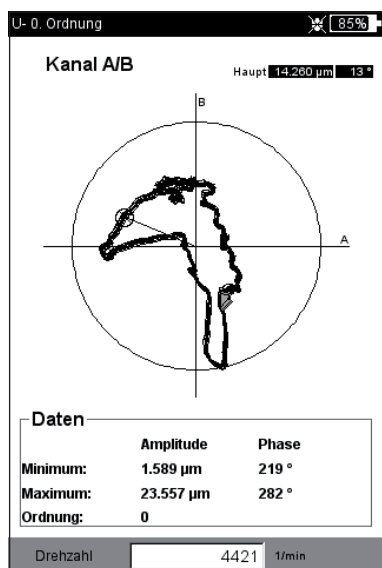 U- 0. Ordnung 85%
Kanal A/B
Haupt 14.260 µm 13 °
B
A
Daten
Amplitude Phase
Minimum: 1.589 µm 219 °
Maximum: 23.557 µm 282 °
Ordnung: 0
Drehzahl 4421 1/min